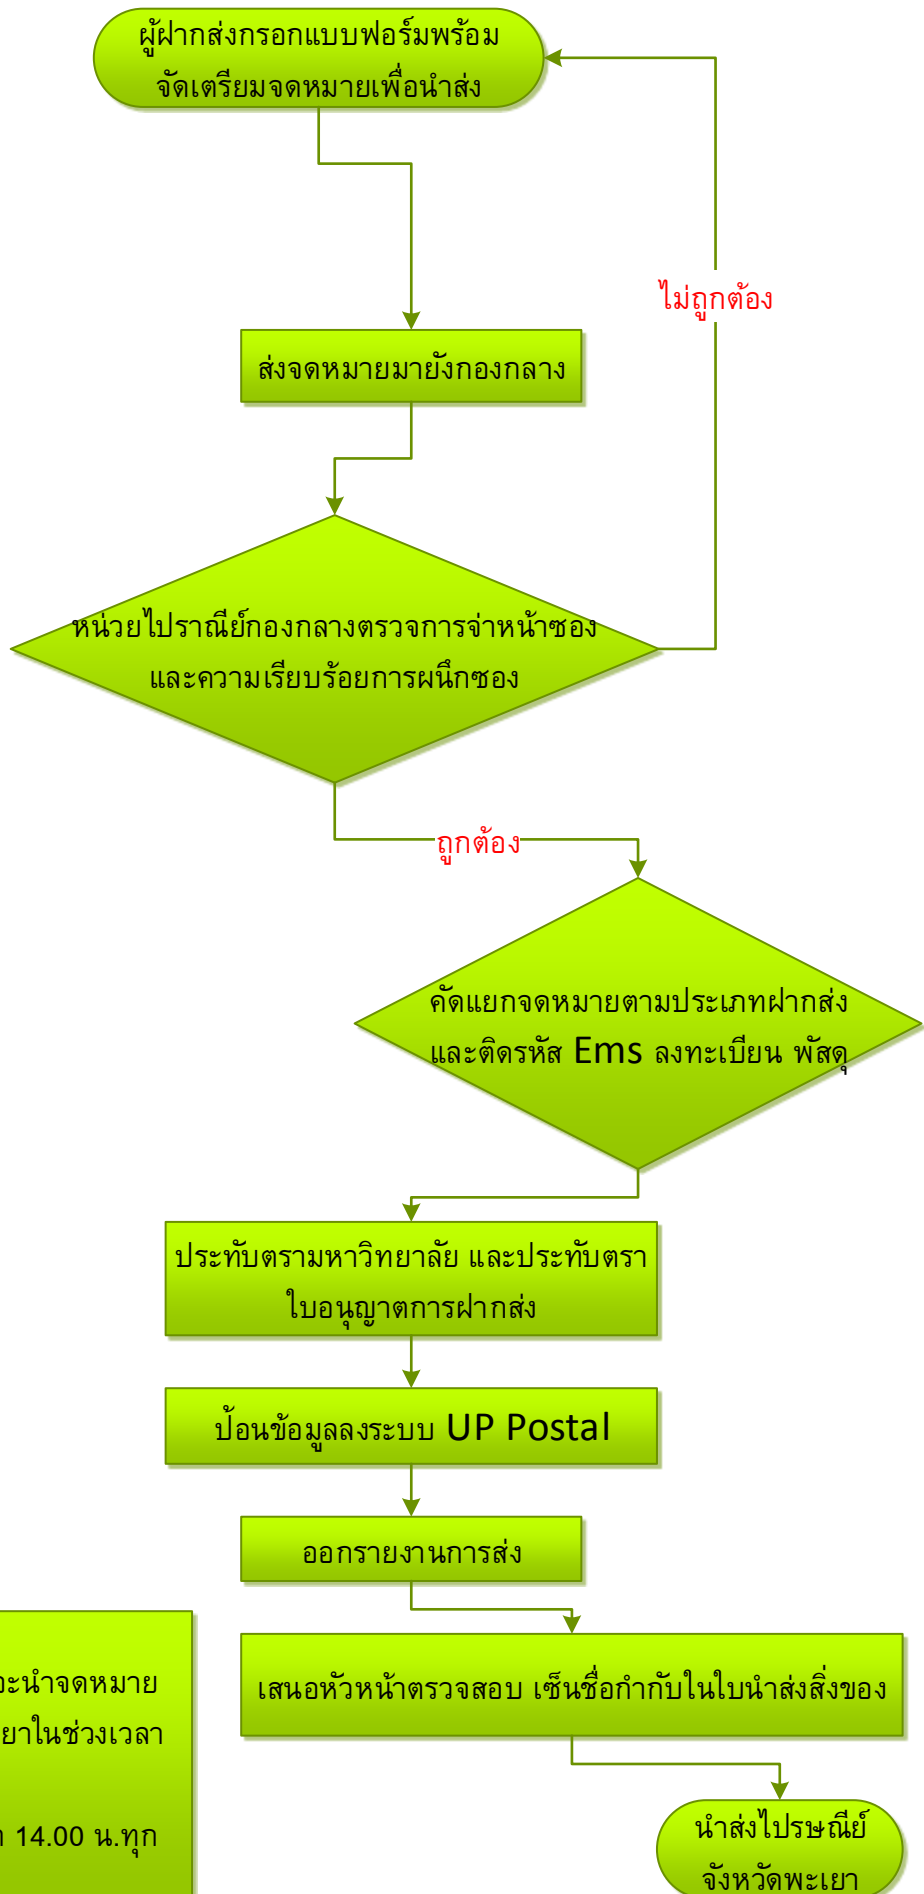 ผู้ฝากส่งกรอกแบบฟอร์มพร้อม
จัดเตรียมจดหมายเพื่อนำส่ง
ไม่ถูกต้อง
ส่งจดหมายมายังกองกลาง
หน่วยไปราณีย์กองกลางตรวจการจ่าหน้าซอง
และความเรียบร้อยการผนึกซอง
ถูกต้อง
คัดแยกจดหมายตามประเภทฝากส่ง
และติดรหัส Ems ลงทะเบียน พัสดุ
ประทับตรามหาวิทยาลัย และประทับตรา
ใบอนุญาตการฝากส่ง
ป้อนข้อมูลลงระบบ UP Postal
ออกรายงานการส่ง
เสนอหัวหน้าตรวจสอบ เซ็นชื่อกำกับในใบนำส่งสิ่งของ
นำจดหมาย
ในช่วงเวลา
14.00 น.ทุก
นำส่งไปรษณีย์
จังหวัดพะเยา